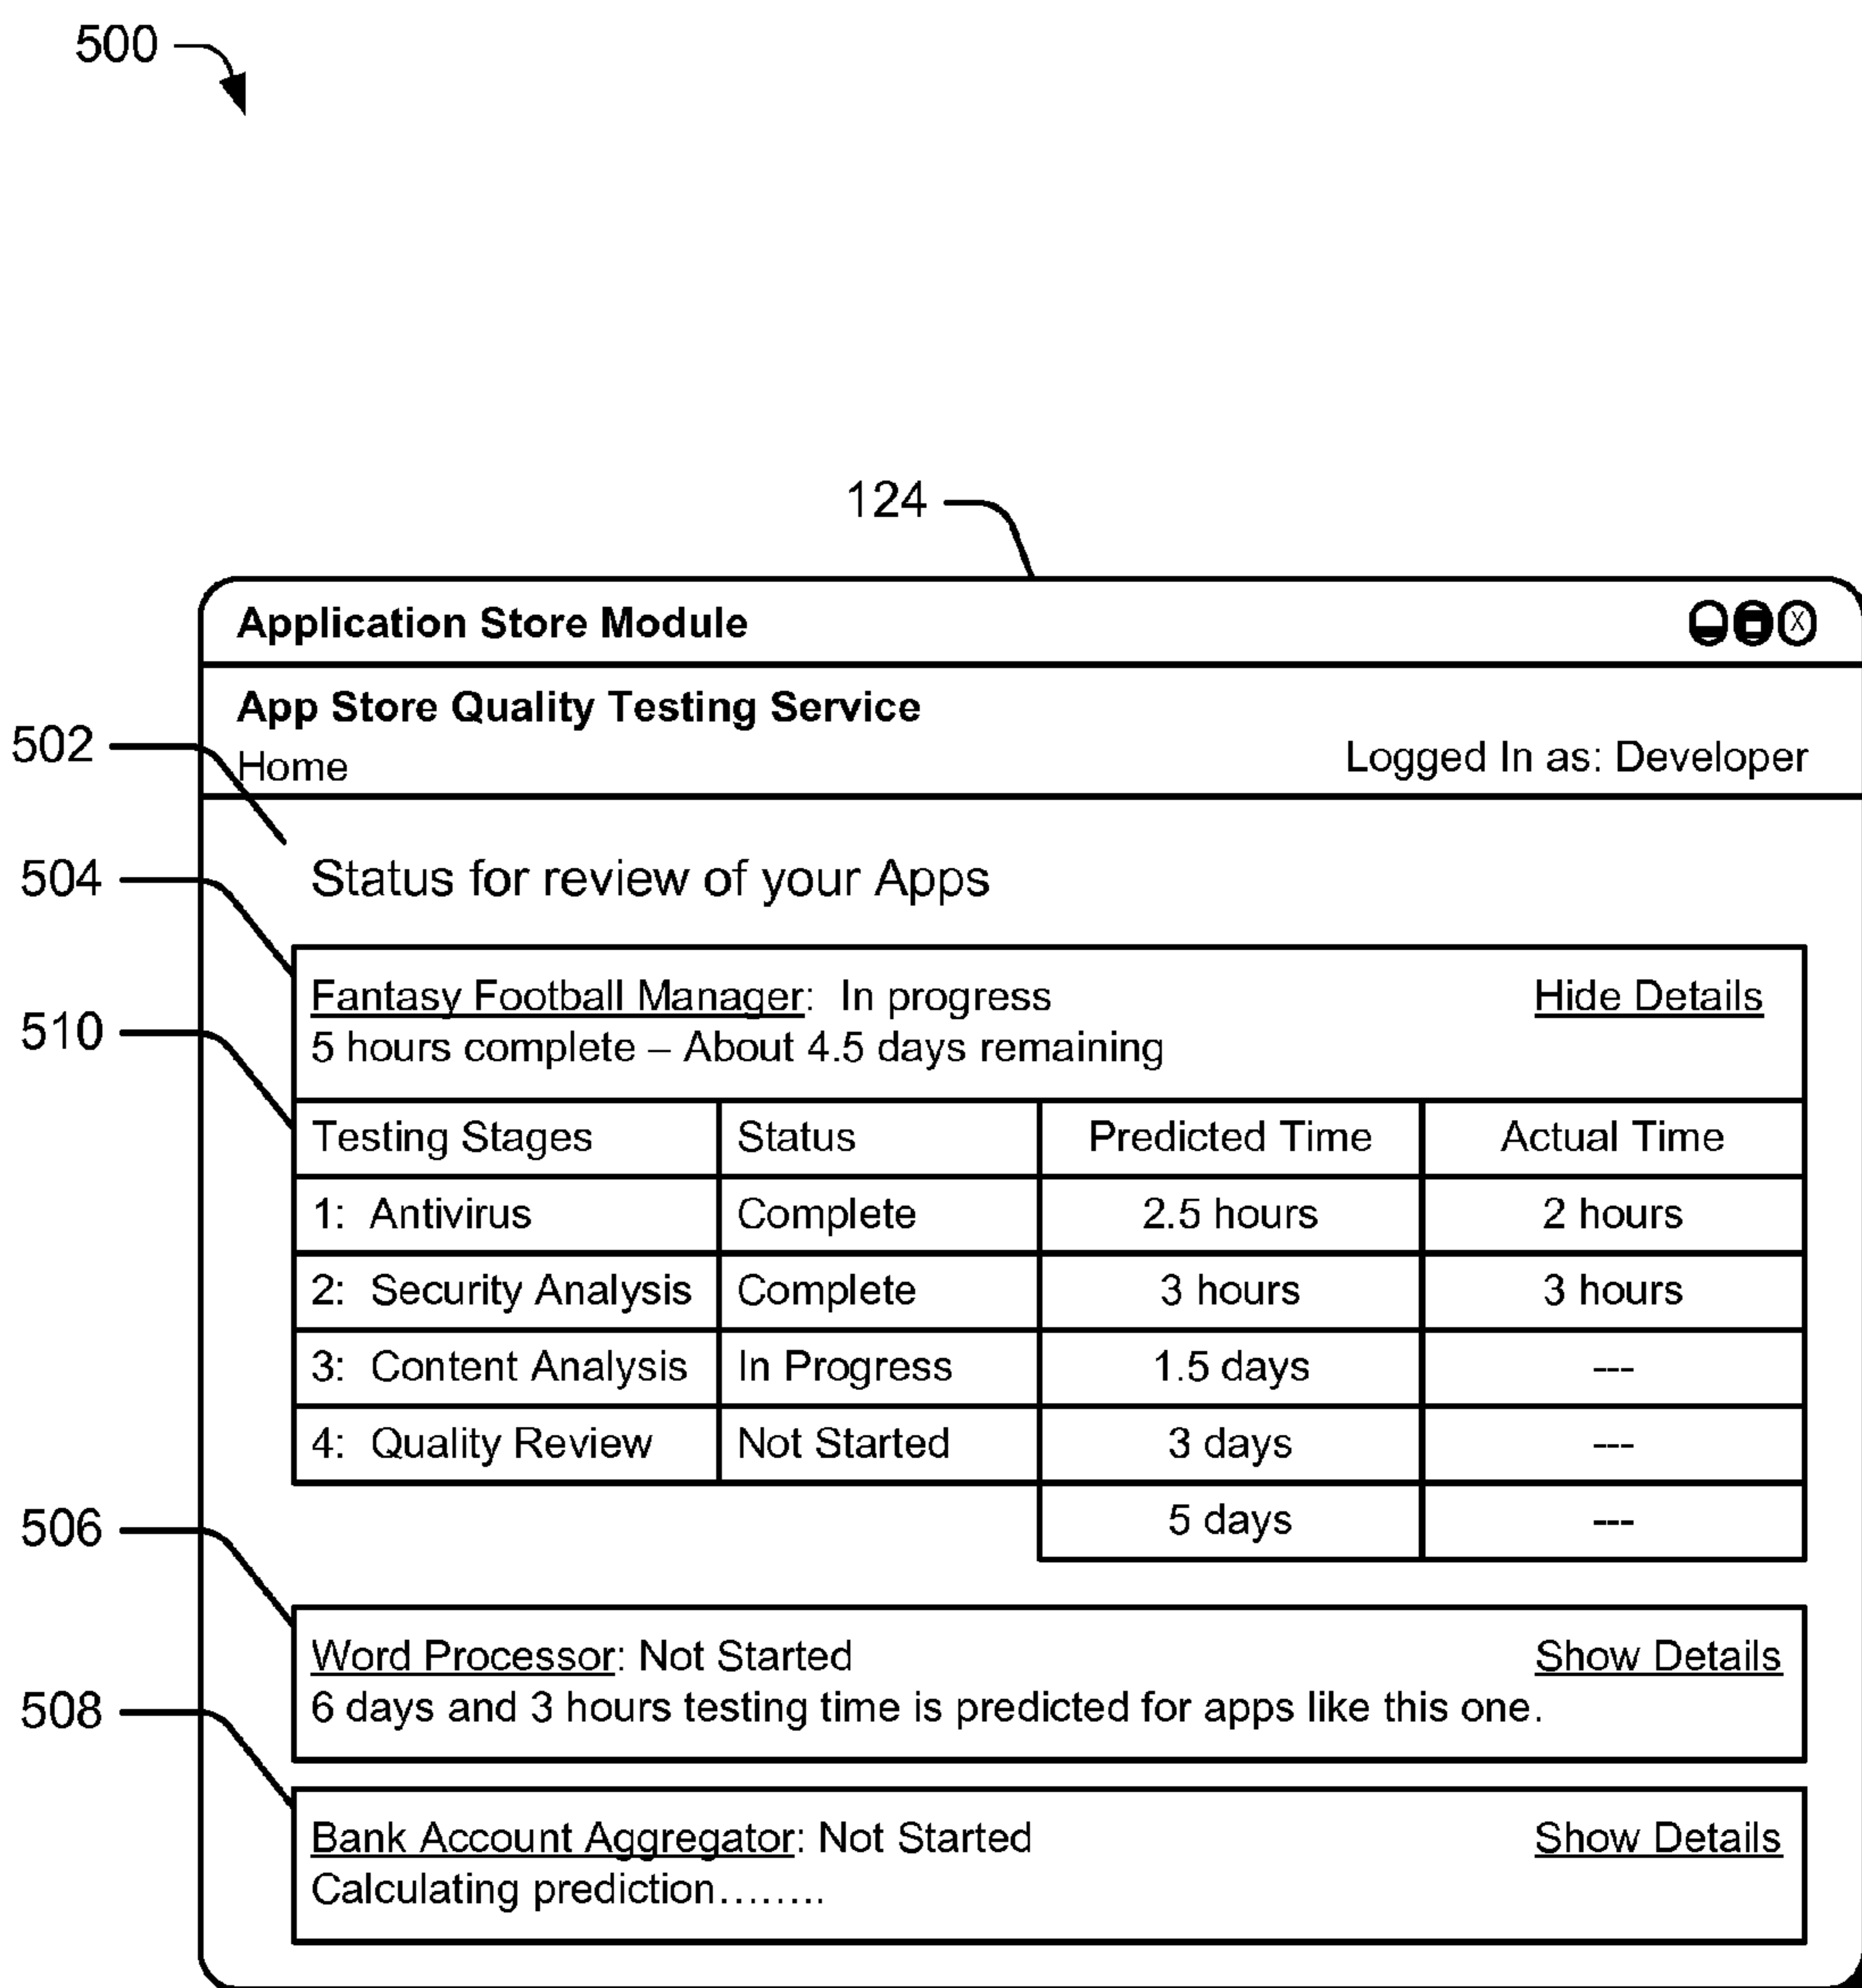 500
124
Application Store Module
X
App Store Quality Testing Service
502
Home
Logged In as: Developer
504
Status for review of your Apps
Fantasy Football Manager: In progress
Hide Details
510
5 hours complete – About 4.5 days remaining
Testing Stages Status Predicted Time Actual Time
1: Antivirus Complete 2.5 hours 2 hours
2: Security Analysis Complete 3 hours 3 hours
3: Content Analysis In Progress 1.5 days ---
4: Quality Review Not Started 3 days ---
5 days ---
506
Word Processor: Not Started
Show Details
6 days and 3 hours testing time is predicted for apps like this one.
508
Bank Account Aggregator: Not Started
Show Details
Calculating prediction........